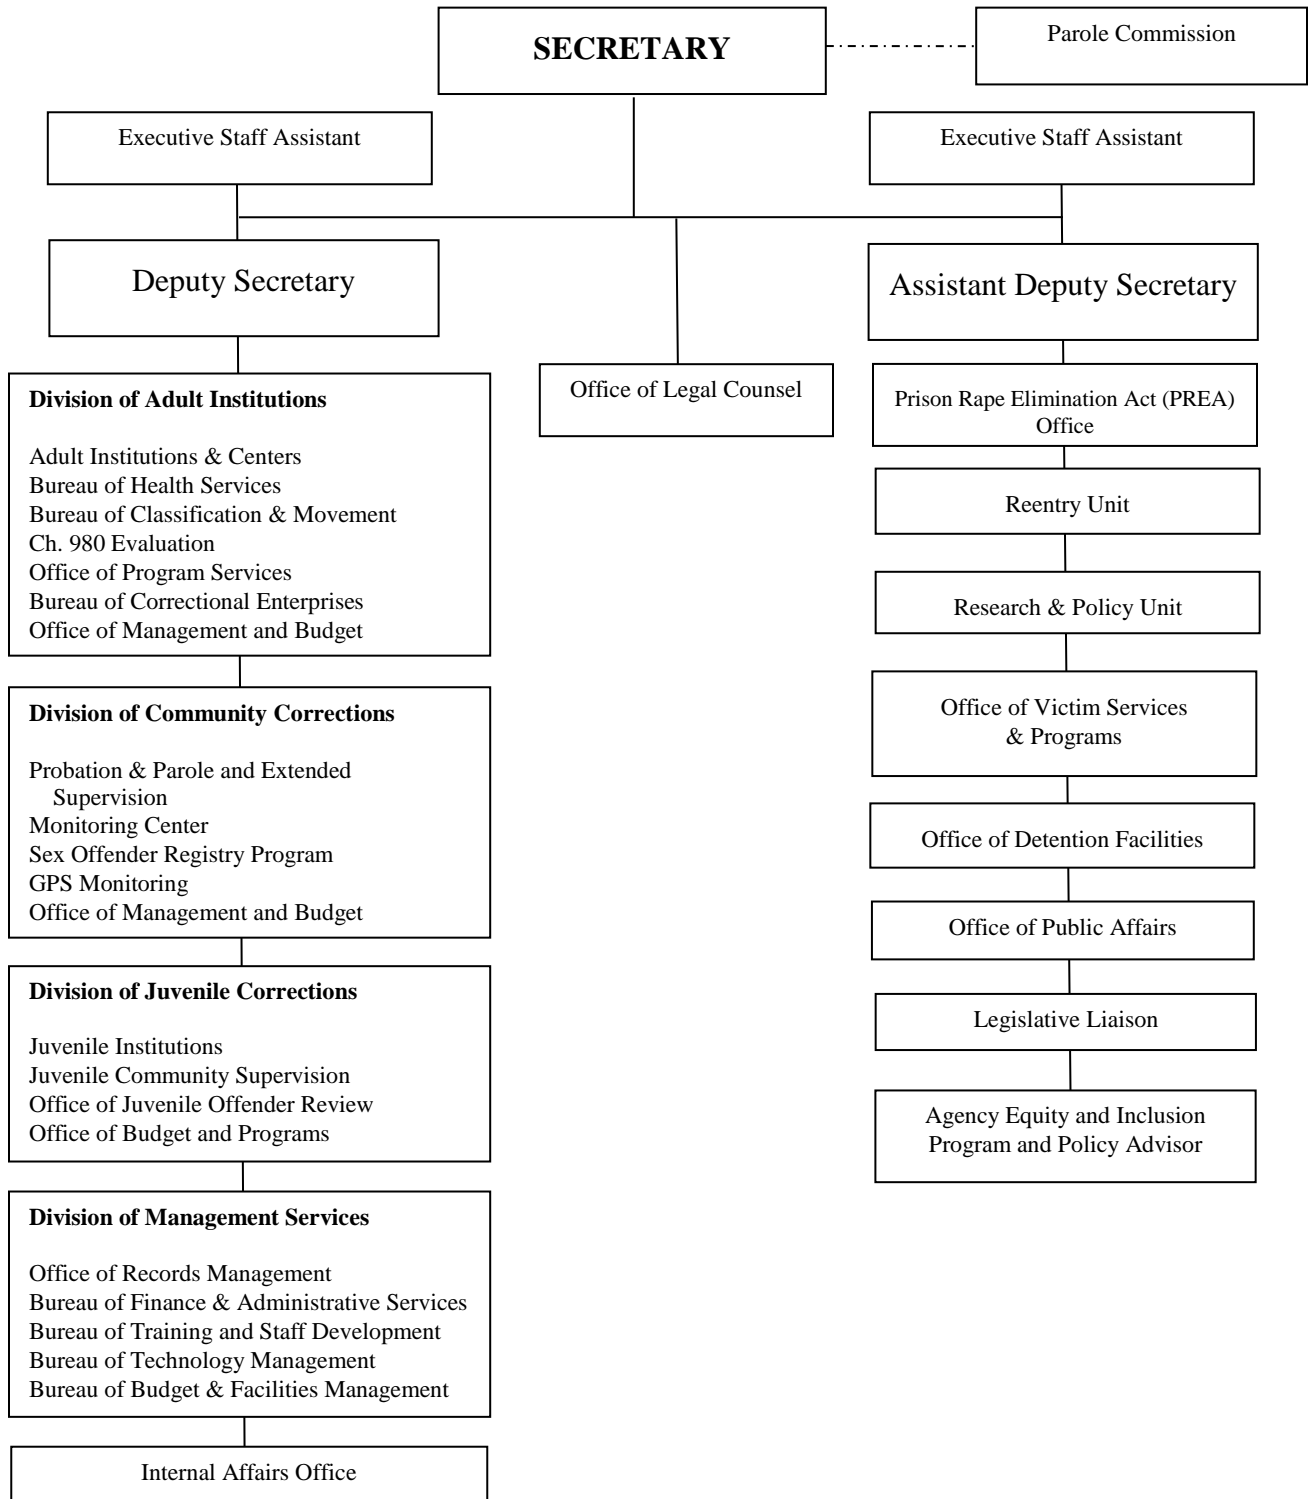 SECRETARY
Parole Commission
Executive Staff Assistant
Executive Staff Assistant
Deputy Secretary
Assistant Deputy Secretary
Division of Adult Institutions
Adult Institutions & Centers
Bureau of Health Services
Bureau of Classification & Movement
Ch. 980 Evaluation
Office of Program Services
Bureau of Correctional Enterprises
Office of Management and Budget
Division of Community Corrections
Probation & Parole and Extended
Supervision
Monitoring Center
Sex Offender Registry Program
GPS Monitoring
Office of Management and Budget
Division of Juvenile Corrections
Juvenile Institutions
Juvenile Community Supervision
Office of Juvenile Offender Review
Office of Budget and Programs
Division of Management Services
Office of Records Management
Bureau of Finance & Administrative Services
Bureau of Training and Staff Development
Bureau of Technology Management
Bureau of Budget & Facilities Management
Internal Affairs Office
Office of Legal Counsel
Prison Rape Elimination Act (PREA)
Office
Reentry Unit
Research & Policy Unit
Office of Victim Services
& Programs
Office of Detention Facilities
Office of Public Affairs
Legislative Liaison
Agency Equity and Inclusion
Program and Policy Advisor